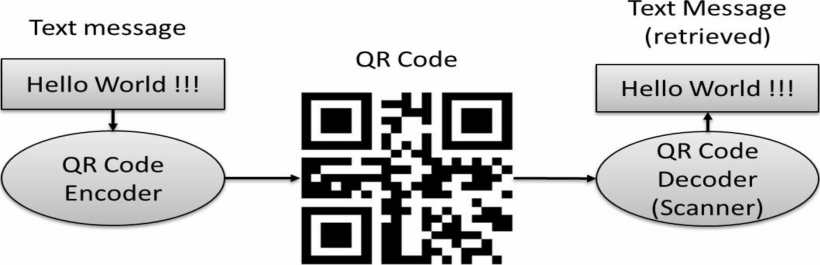 Text message
Hello World !!!
QR Code
Encoder
QR Code
Text Message
(retrieved)
Hello World !!!
QR Code
Decoder
(Scanner)